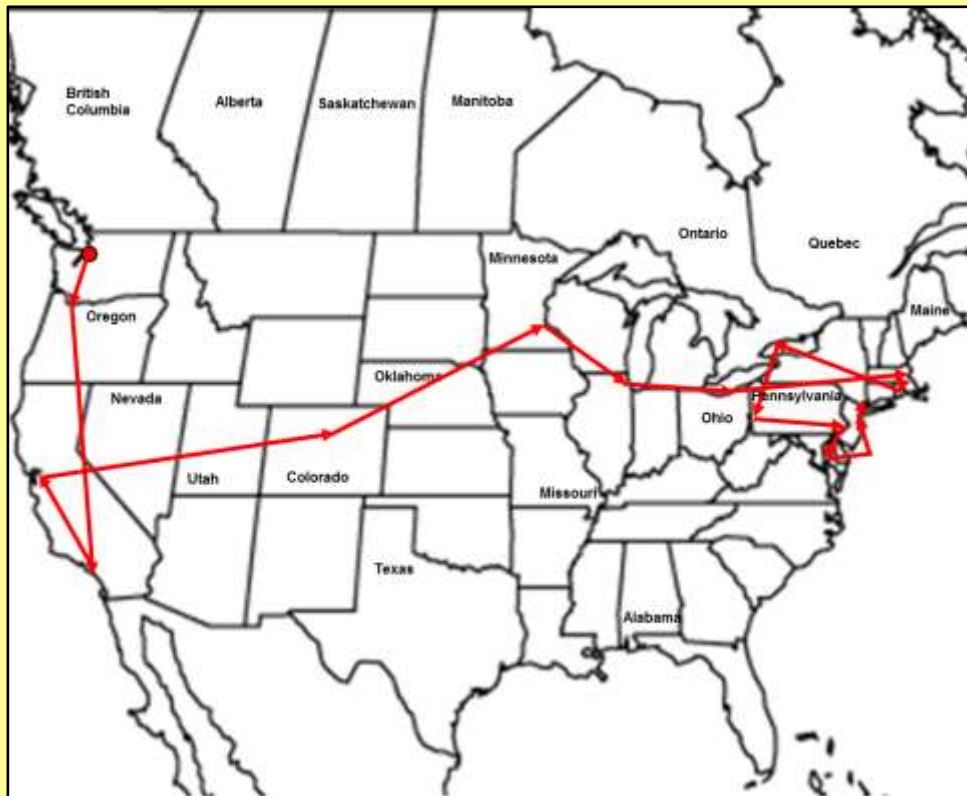 British
Columbia
Alberta
Saskatchewan
Manitoba
Ontario
Quebec
Minnesota
Maine
Oregon
Oklahoma
Nevada
Pennsylvania
Ohio
Utah
Colorado
Missouri
Texas
Alabama